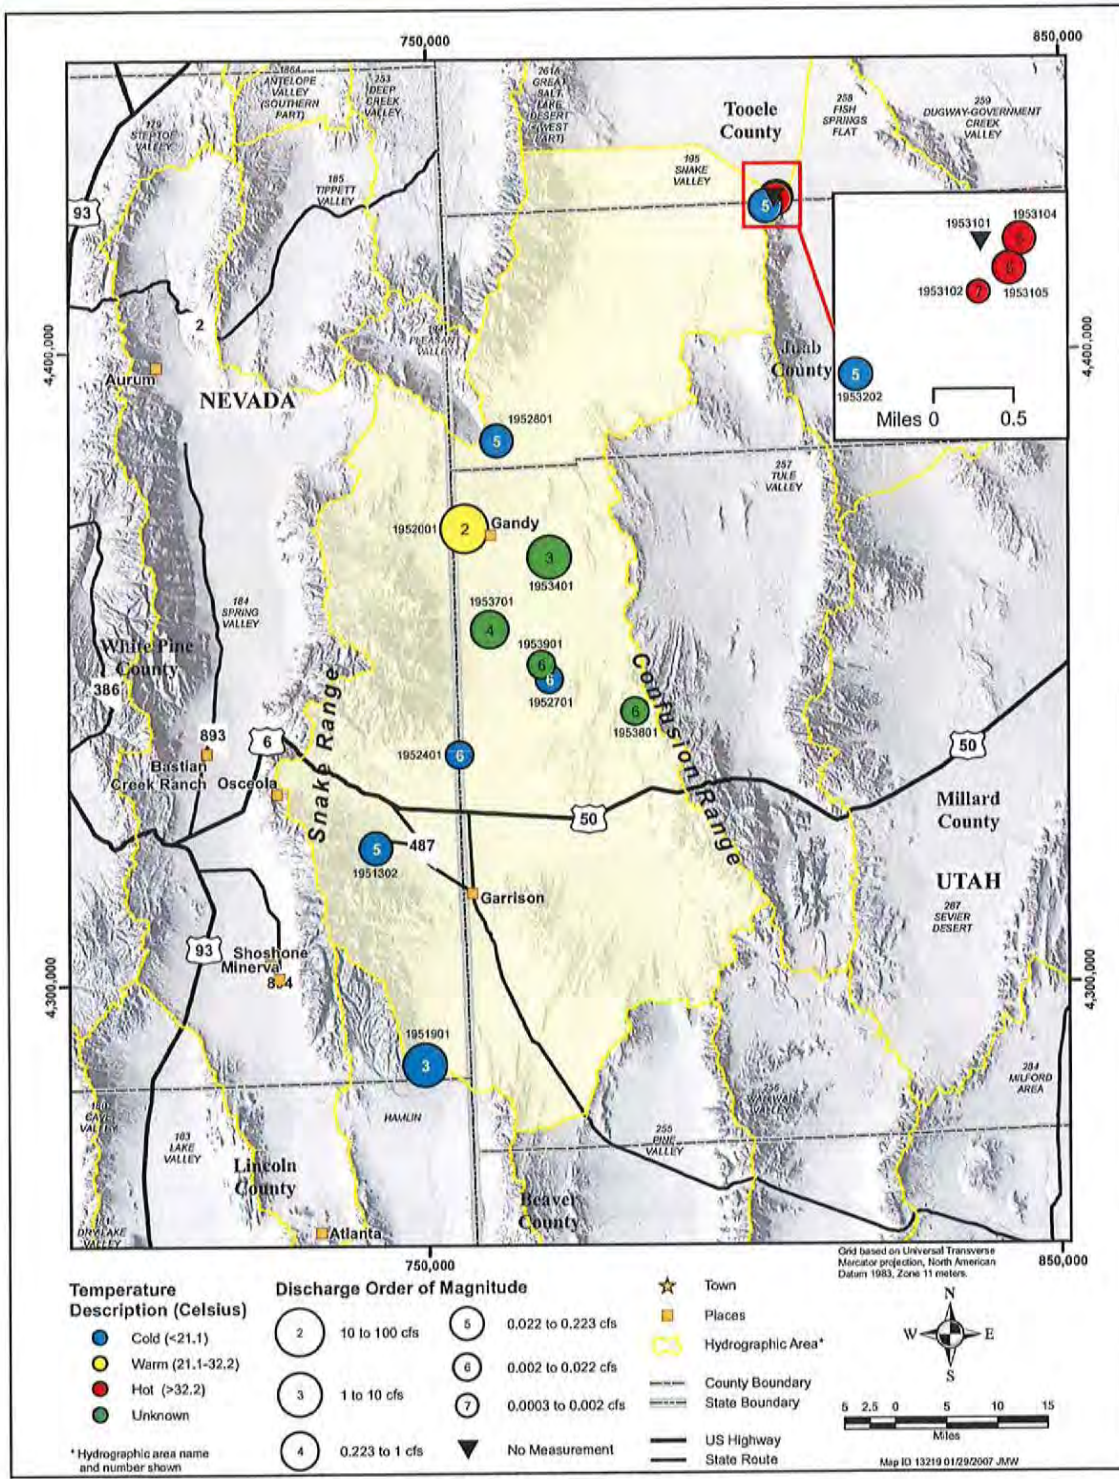 750,000
850,000
186A
ANTELOPE
VALLEY
(SOUTHERN
PART)
253
DEEP
CREEK
VALLEY
261A
GREAT
SALT
LAKE
DESERT
(WEST
PART)
Tooele
County
258
FISH
SPRINGS
FLAT
259
DUGWAY-GOVERNMENT
CREEK
VALLEY
179
STEPTOE
VALLEY
185
TIPPETT
VALLEY
195
SNAKE
VALLEY
93
5
1953101
1953104
5
1953102
7
1953105
5
1953202
Miles 0 0.5
2
PLEASANT
VALLEY
4,400,000
4,400,000
Aurum
NEVADA
Juab
County
1952801
5
257
TULE
VALLEY
1952001
2
Gandy
3
1953401
184
SPRING
VALLEY
1953701
4
White Pine
County
1953901
6
6
1952701
386
6
1953801
Snake Range
Confusion Range
893
6
1952401
6
50
Bastian
Creek Ranch
Osceola
50
Millard
County
487
5
1951302
UTAH
Garrison
287
SEVIER
DESERT
93
Shoshone
Minerva
894
4,300,000
4,300,000
1951901
3
284
MILFORD
AREA
HAMLIN
CAVE
VALLEY
183
LAKE
VALLEY
256
WAH WAH
VALLEY
255
PINE
VALLEY
Lincoln
County
Beaver
County
DRY LAKE
VALLEY
Atlanta
750,000
850,000
Grid based on Universal Transverse
Mercator projection, North American
Datum 1983, Zone 11 meters.
Temperature
Description (Celsius)
Cold (<21.1)
Warm (21.1-32.2)
Hot (>32.2)
Unknown
* Hydrographic area name
and number shown
Discharge Order of Magnitude
2 10 to 100 cfs
3 1 to 10 cfs
4 0.223 to 1 cfs
5 0.022 to 0.223 cfs
6 0.002 to 0.022 cfs
7 0.0003 to 0.002 cfs
No Measurement
Town
Places
Hydrographic Area*
County Boundary
State Boundary
US Highway
State Route
N
W E
S
5 2.5 0 5 10 15
Miles
Map ID 13219 01/29/2007 JMW